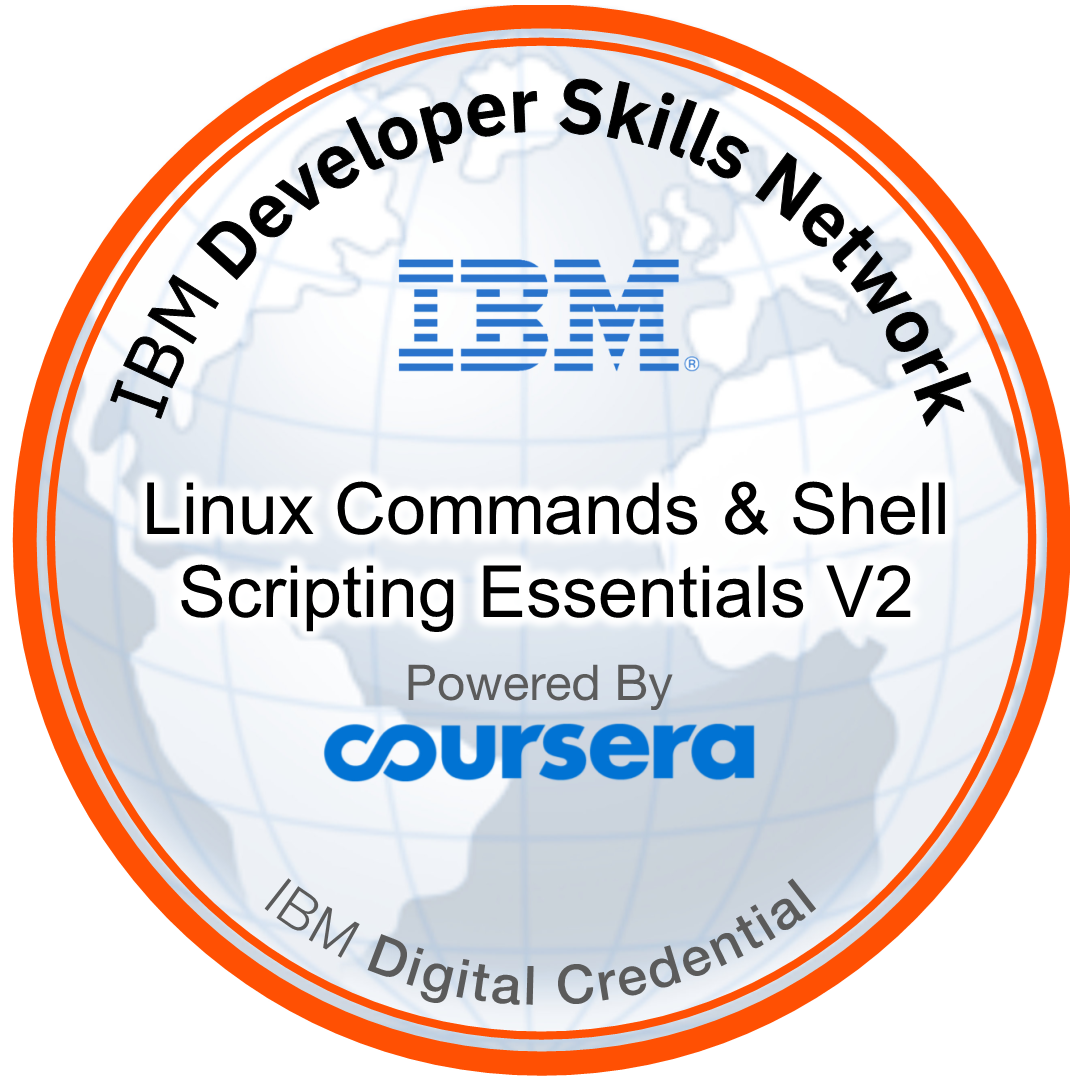 IBM Developer Skills Network
IBM®
Linux Commands & Shell
Scripting Essentials V2
Powered By
coursera
IBM Digital Credential